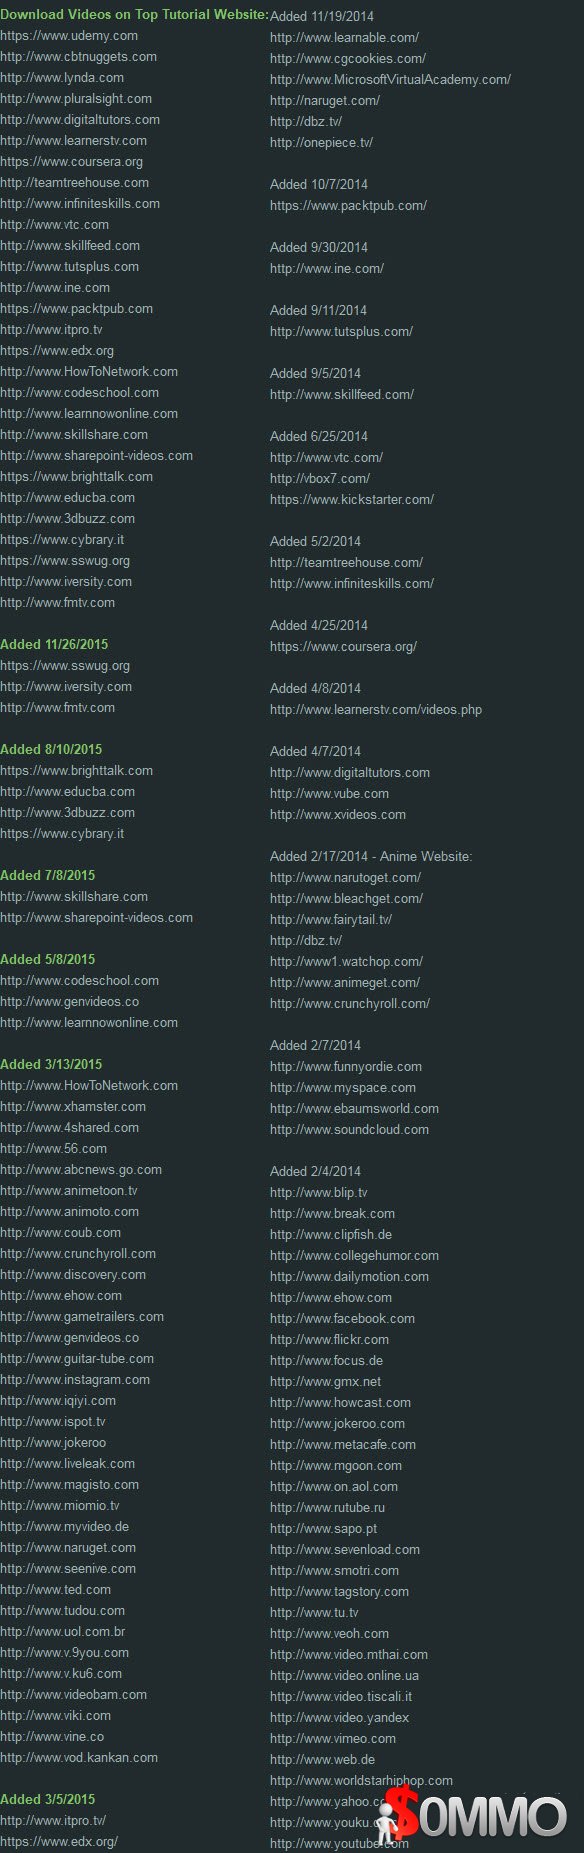 Download Videos on Top Tutorial Website:
https://www.udemy.com
http://www.cbtnuggets.com
http://www.lynda.com
http://www.pluralsight.com
http://www.digitaltutors.com
http://www.learnerstv.com
https://www.coursera.org
http://teamtreehouse.com
http://www.infiniteskills.com
http://www.vtc.com
http://www.skillfeed.com
http://www.tutsplus.com
http://www.ine.com
https://www.packtpub.com
http://www.itpro.tv
https://www.edx.org
http://www.HowToNetwork.com
http://www.codeschool.com
http://www.learnnowonline.com
http://www.skillshare.com
http://www.sharepoint-videos.com
https://www.brighttalk.com
http://www.educba.com
http://www.3dbuzz.com
https://www.cybrary.it
https://www.sswug.org
http://www.iversity.com
http://www.fmtv.com
Added 11/26/2015
https://www.sswug.org
http://www.iversity.com
http://www.fmtv.com
Added 8/10/2015
https://www.brighttalk.com
http://www.educba.com
http://www.3dbuzz.com
https://www.cybrary.it
Added 7/8/2015
http://www.skillshare.com
http://www.sharepoint-videos.com
Added 5/8/2015
http://www.codeschool.com
http://www.genvideos.co
http://www.learnnowonline.com
Added 3/13/2015
http://www.HowToNetwork.com
http://www.xhamster.com
http://www.4shared.com
http://www.56.com
http://www.abcnews.go.com
http://www.animetoon.tv
http://www.animoto.com
http://www.coub.com
http://www.crunchyroll.com
http://www.discovery.com
http://www.ehow.com
http://www.gametrailers.com
http://www.genvideos.co
http://www.guitar-tube.com
http://www.instagram.com
http://www.iqiyi.com
http://www.ispot.tv
http://www.jokeroo
http://www.liveleak.com
http://www.magisto.com
http://www.miomio.tv
http://www.myvideo.de
http://www.naruget.com
http://www.seenive.com
http://www.ted.com
http://www.tudou.com
http://www.uol.com.br
http://www.v.9you.com
http://www.v.ku6.com
http://www.videobam.com
http://www.viki.com
http://www.vine.co
http://www.vod.kankan.com
Added 3/5/2015
http://www.itpro.tv/
https://www.edx.org/
Added 11/19/2014
http://www.learnable.com/
http://www.cgcookies.com/
http://www.MicrosoftVirtualAcademy.com/
http://naruget.com/
http://dbz.tv/
http://onepiece.tv/
Added 10/7/2014
https://www.packtpub.com/
Added 9/30/2014
http://www.ine.com/
Added 9/11/2014
http://www.tutsplus.com/
Added 9/5/2014
http://www.skillfeed.com/
Added 6/25/2014
http://www.vtc.com/
http://vbox7.com/
https://www.kickstarter.com/
Added 5/2/2014
http://teamtreehouse.com/
http://www.infiniteskills.com/
Added 4/25/2014
https://www.coursera.org/
Added 4/8/2014
http://www.learnerstv.com/videos.php
Added 4/7/2014
http://www.digitaltutors.com
http://www.vube.com
http://www.xvideos.com
Added 2/17/2014 - Anime Website:
http://www.narutoget.com/
http://www.bleachget.com/
http://www.fairytail.tv/
http://dbz.tv/
http://www1.watchop.com/
http://www.animeget.com/
http://www.crunchyroll.com/
Added 2/7/2014
http://www.funnyordie.com
http://www.myspace.com
http://www.ebaumsworld.com
http://www.soundcloud.com
Added 2/4/2014
http://www.blip.tv
http://www.break.com
http://www.clipfish.de
http://www.collegehumor.com
http://www.dailymotion.com
http://www.ehow.com
http://www.facebook.com
http://www.flickr.com
http://www.focus.de
http://www.gmx.net
http://www.howcast.com
http://www.jokeroo.com
http://www.metacafe.com
http://www.mgoon.com
http://www.on.aol.com
http://www.rutube.ru
http://www.sapo.pt
http://www.sevenload.com
http://www.smotri.com
http://www.tagstory.com
http://www.tu.tv
http://www.veoh.com
http://www.video.mthai.com
http://www.video.online.ua
http://www.video.tiscali.it
http://www.video.yandex
http://www.vimeo.com
http://www.web.de
http://www.worldstarhiphop.com
http://www.yahoo.c
http://www.youku.c
http://www.youtube.com
$OMMO